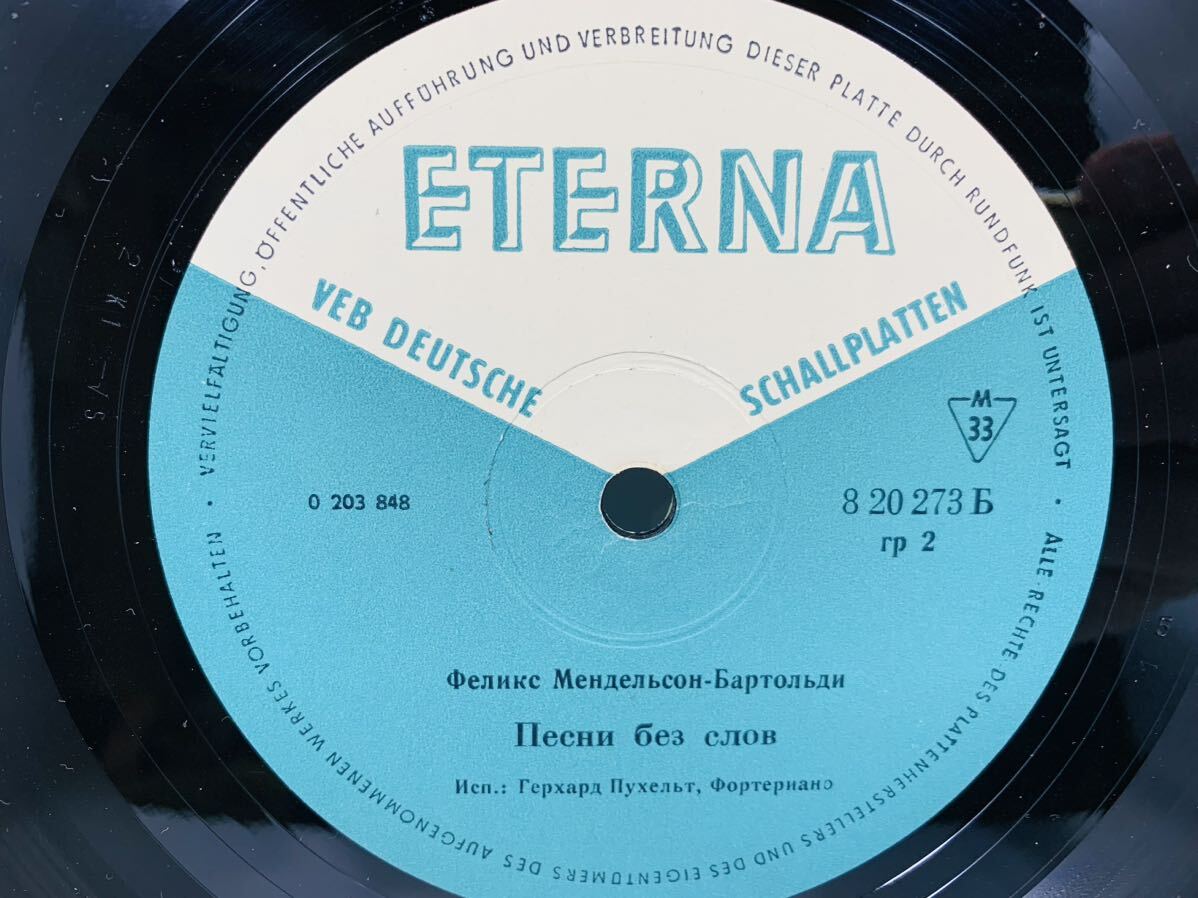 ETERNA
VEB DEUTSCHE SCHALLPLATTEN
M
33
0 203 848
8 20 273 Б
гр 2
Феликс Мендельсон-Бартольди
Песни без слов
Исп.: Герхард Пухельт, Фортериано
ALLE RECHTE DES PLATTENHERSTELLERS UND DES EIGENTÜMERS DES AUFGENOMMENEN WERKES VORBEHALTEN • VERVIELFÄLTIGUNG, ÖFFENTLICHE AUFFÜHRUNG UND VERBREITUNG DIESER PLATTE DURCH RUNDFUNK IST UNTERSAGT •
5